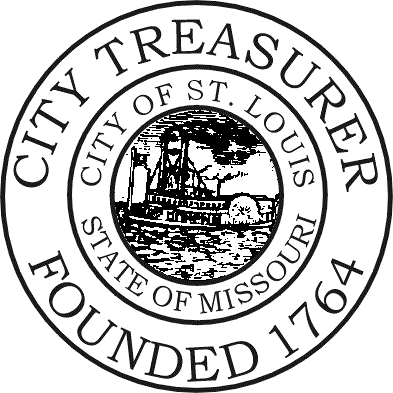 CITY TREASURER
FOUNDED 1764
CITY OF ST. LOUIS
STATE OF MISSOURI